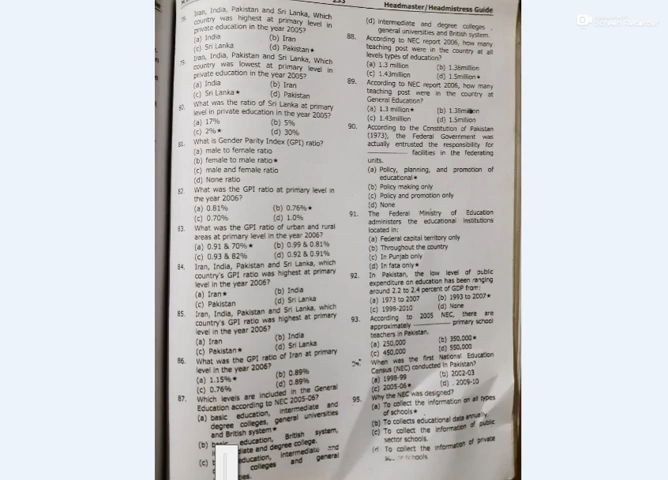 Headmaster/Headmistress Guide
Iran, India, Pakistan and Sri Lanka, Which
country was highest at primary level in
private education in the year 2005?
(a) India (b) Iran
(c) Sri Lanka (d) Pakistan★
79. Iran, India, Pakistan and Sri Lanka, Which
country was lowest at primary level in
private education in the year 2005?
(a) India (b) Iran
(c) Sri Lanka★ (d) Pakistan
80. What was the ratio of Sri Lanka at primary
level in private education in the year 2005?
(a) 17% (b) 5%
(c) 2%★ (d) 30%
81. What is Gender Parity Index (GPI) ratio?
(a) male to female ratio
(b) female to male ratio★
(c) male and female ratio
(d) None ratio
82. What was the GPI ratio at primary level in
the year 2006?
(a) 0.81% (b) 0.76%★
(c) 0.70% (d) 1.0%
83. What was the GPI ratio of urban and rural
areas at primary level in the year 2006?
(a) 0.91 & 70%★ (b) 0.99 & 0.81%
(c) 0.93 & 82% (d) 0.92 & 0.91%
84. Iran, India, Pakistan and Sri Lanka, which
country's GPI ratio was highest at primary
level in the year 2006?
(a) Iran★ (b) India
(c) Pakistan (d) Sri Lanka
85. Iran, India, Pakistan and Sri Lanka, which
country's GPI ratio was highest at primary
level in the year 2006?
(a) Iran (b) India
(c) Pakistan★ (d) Sri Lanka
86. What was the GPI ratio of Iran at primary
level in the year 2006?
(a) 1.15%★ (b) 0.89%
(c) 0.76% (d) 0.89%
87. Which levels are included in the General
Education according to NEC 2005-06?
(a) basic education, intermediate and
degree colleges, general universities
and British system★
(b) education, British system,
and degree college.
(c) education, intermediate and
colleges and general
(d) intermediate and degree colleges
general universities and British system.
88. According to NEC report 2006, how many
teaching post were in the country at all
levels types of education?
(a) 1.3 million (b) 1.36million
(c) 1.43million (d) 1.5million★
89. According to NEC report 2006, how many
teaching post were in the country at
General Education?
(a) 1.3 million★ (b)
(c) 1.43million (d) 1.5million
90. According to the Constitution of Pakistan
(1973), the Federal Government was
actually entrusted the responsibility for
________ facilities in the federating
units.
(a) Policy, planning, and promotion of
educational★
(b) Policy making only
(c) Policy and promotion only
(d) None
91. The Federal Ministry of Education
administers the educational institutions
located in:
(a) Federal capital territory only
(b) Throughout the country
(c) In Punjab only
(d) In fata only★
92. In Pakistan, the low level of public
expenditure on education has been ranging
around 2.2 to 2.4 percent of GDP from:
(a) 1973 to 2007 (b) 1993 to 2007★
(c) 1998-2010 (d) None
93. According to 2005 NEC, there are
approximately ________ primary school
teachers in Pakistan.
(a) 250,000 (b) 350,000★
(c) 450,000 (d) 550,000
When was the first National Education
Census (NEC) conducted in Pakistan?
(a) 1998-99 (b) 2002-03
(c) 2005-06★ (d) . 2009-10
95. Why the NEC was designed?
(a) To collect the information on all types
of schools★
(b) To collects educational data annually.
(c) To collect the information of public
sector schools.
To collect the information of private
schools